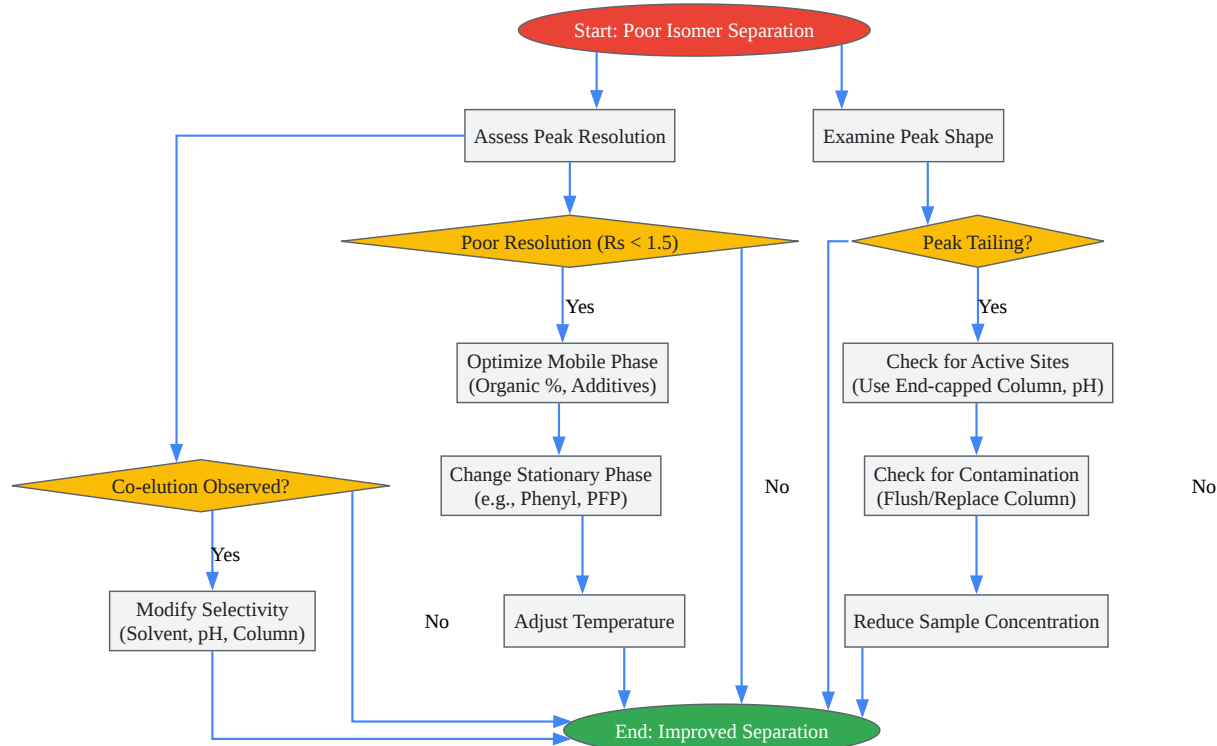 Start: Poor Isomer Separation
Assess Peak Resolution
Examine Peak Shape
Poor Resolution (Rs < 1.5)
Peak Tailing?
Yes
Yes
Optimize Mobile Phase
(Organic %, Additives)
Check for Active Sites
(Use End-capped Column, pH)
Co-elution Observed?
Change Stationary Phase
(e.g., Phenyl, PFP)
No
Check for Contamination
(Flush/Replace Column)
No
Yes
Modify Selectivity
(Solvent, pH, Column)
No
Adjust Temperature
Reduce Sample Concentration
End: Improved Separation